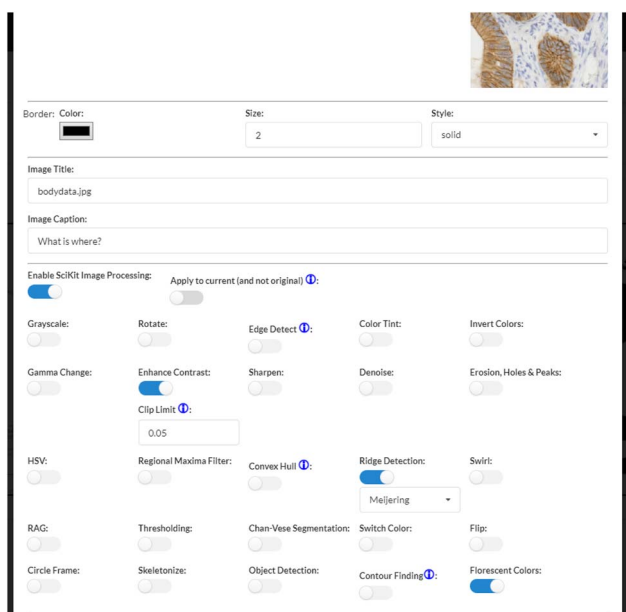 Border: Color: Size: Style:
2 solid
Image Title:
bodydata.jpg
Image Caption:
What is where?
Enable SciKit Image Processing: Apply to current (and not original) ⓘ:
Grayscale: Rotate: Edge Detect ⓘ: Color Tint: Invert Colors:
Gamma Change: Enhance Contrast: Sharpen: Denoise: Erosion, Holes & Peaks:
Clip Limit ⓘ:
0.05
HSV: Regional Maxima Filter: Convex Hull ⓘ: Ridge Detection: Swirl:
Meijering
RAG: Thresholding: Chan-Vese Segmentation: Switch Color: Flip:
Circle Frame: Skeletonize: Object Detection: Contour Finding ⓘ: Florescent Colors: